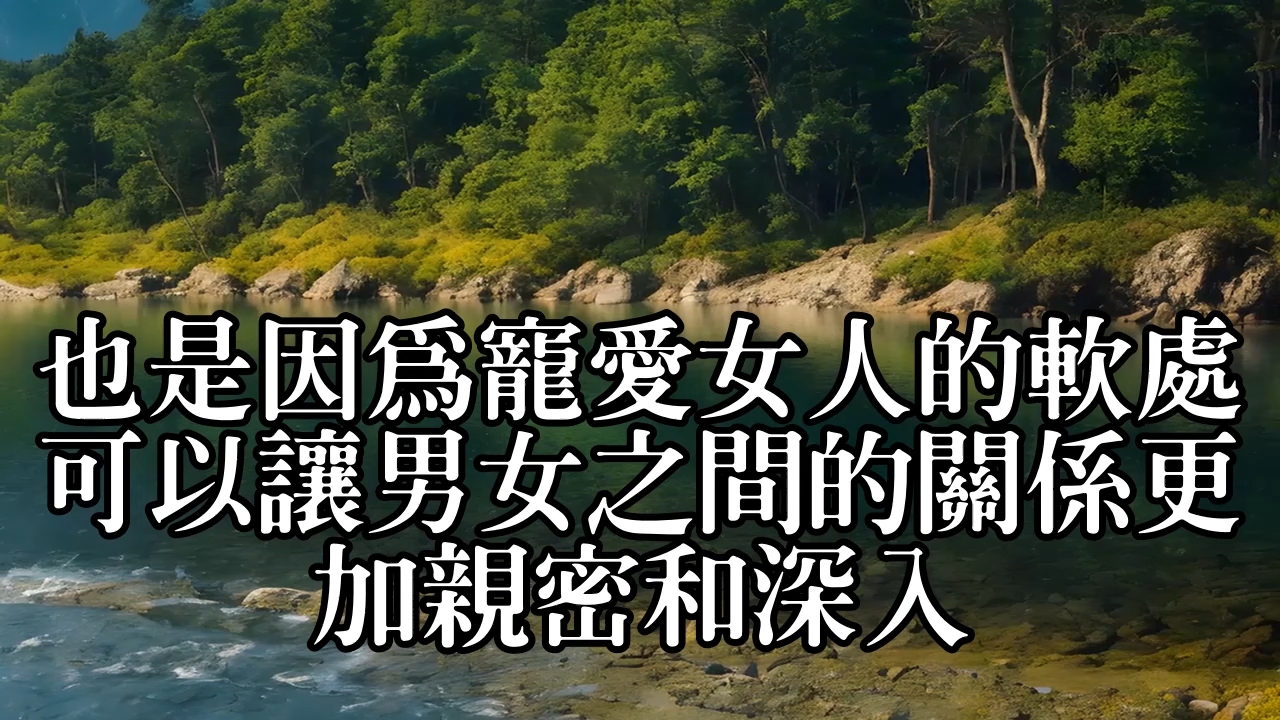 也是因爲寵愛女人的軟處
可以讓男女之間的關係更
加親密和深入